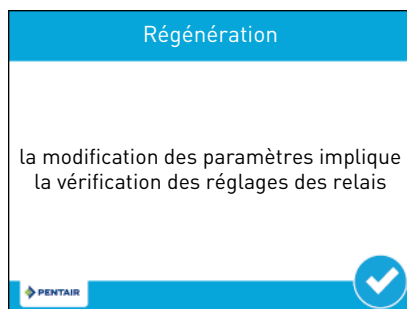 Régénération
la modification des paramètres implique
la vérification des réglages des relais
PENTAIR